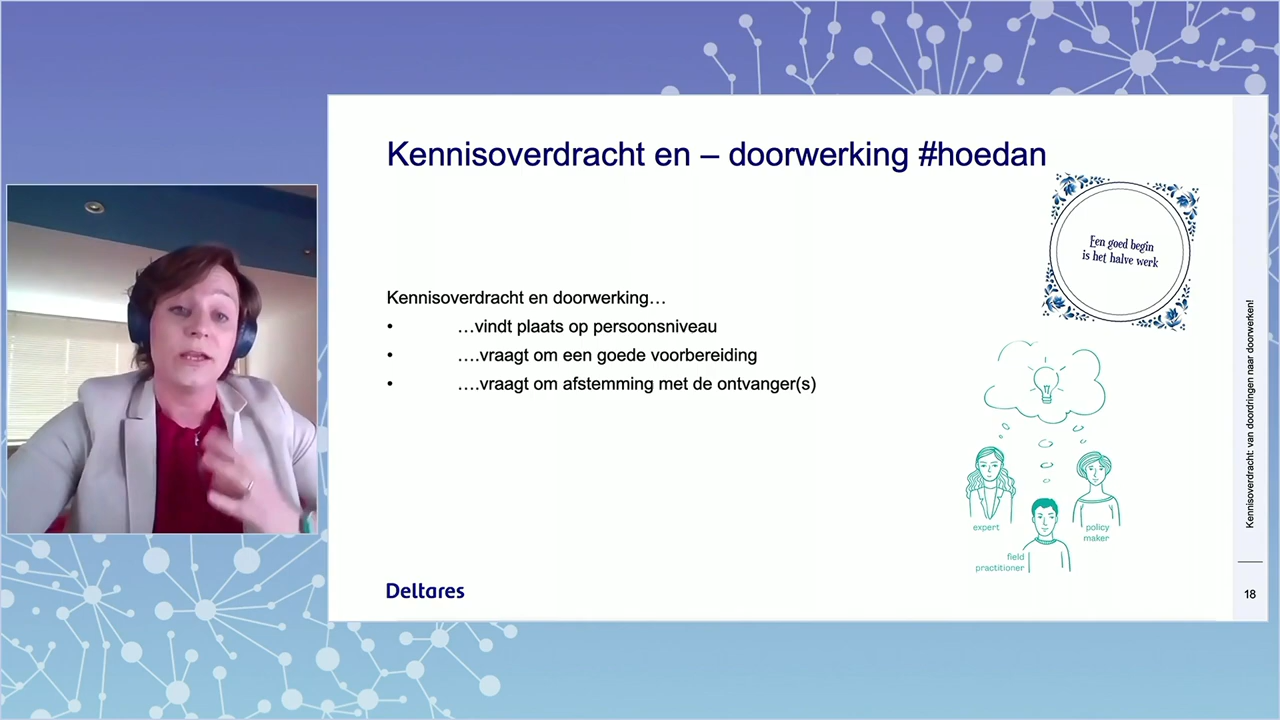 Kennisoverdracht en – doorwerking #hoedan
Een goed begin
is het halve werk
Kennisoverdracht en doorwerking…
• …vindt plaats op persoonsniveau
• ….vraagt om een goede voorbereiding
• ….vraagt om afstemming met de ontvanger(s)
expert
policy
maker
field
practitioner
Deltares
Kennisoverdracht: van doordringen naar doorwerken!
18